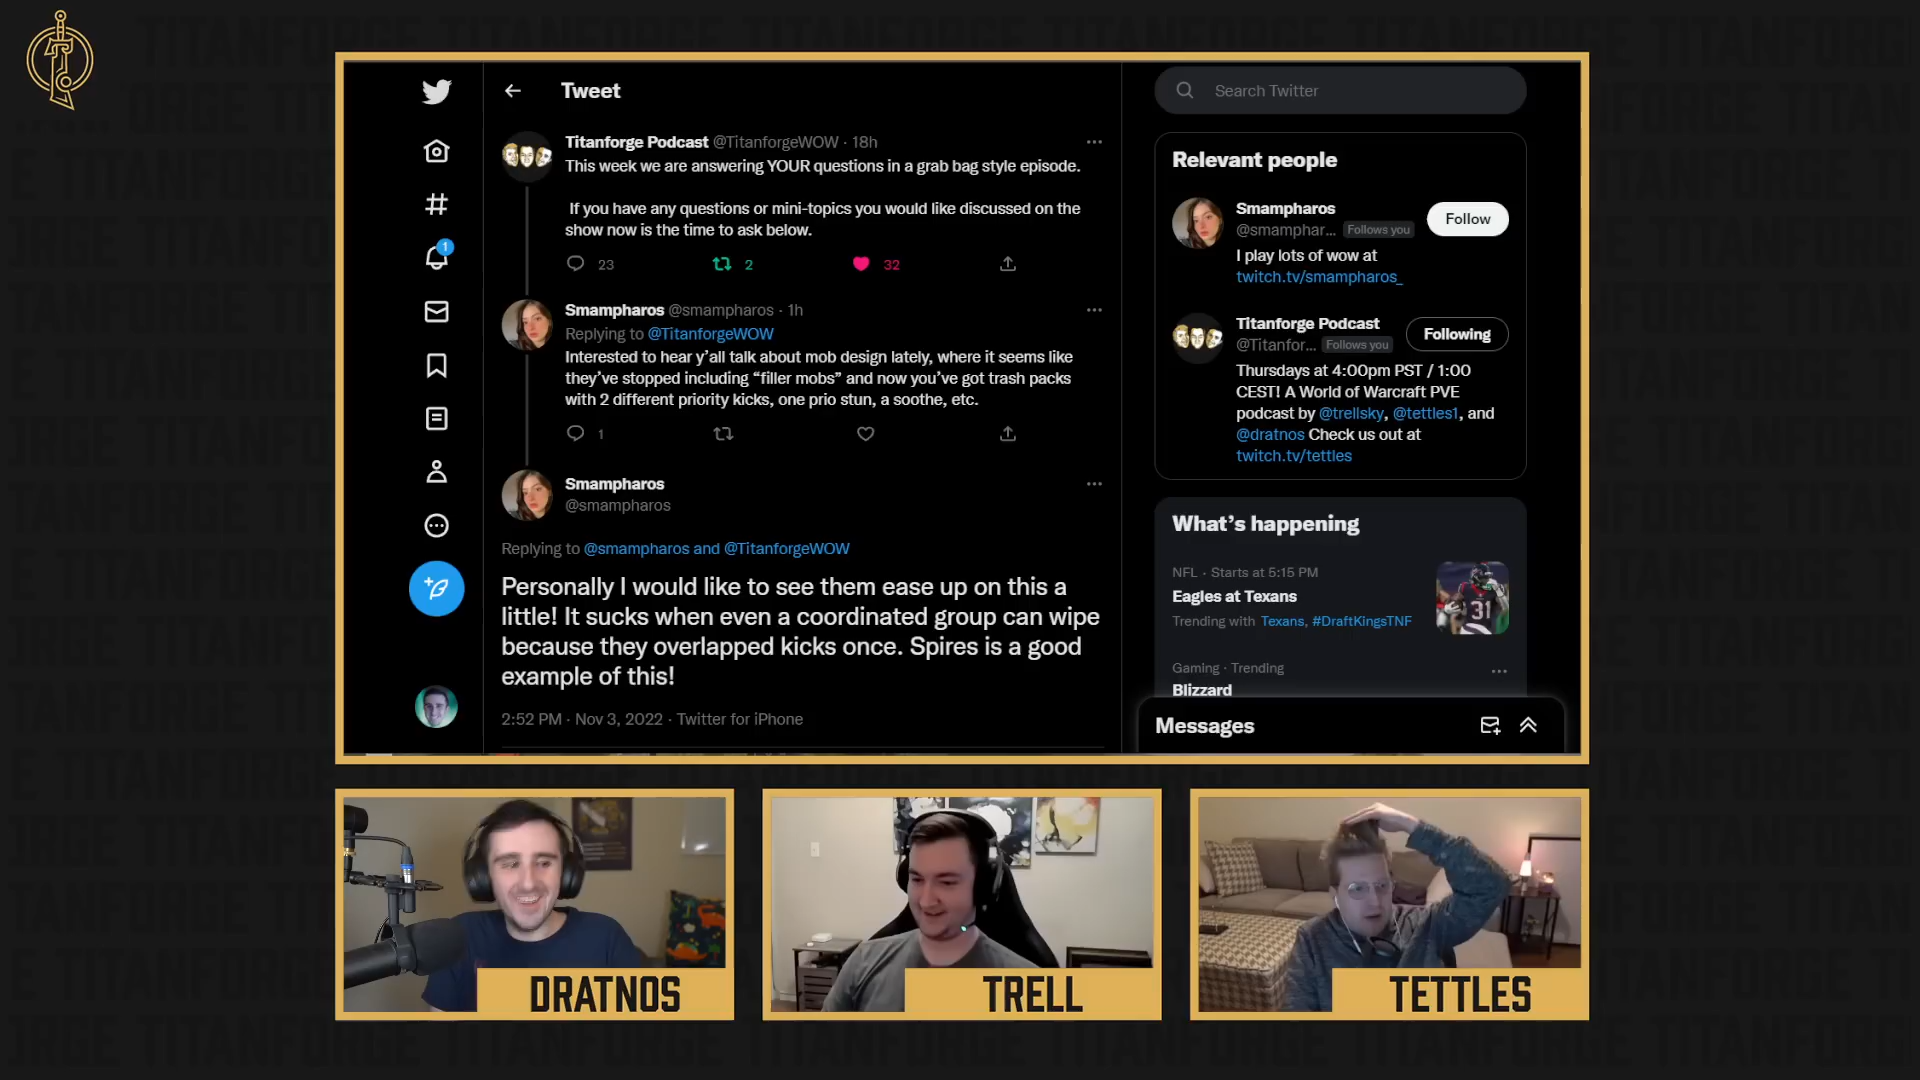 Tweet
Titanforge Podcast @TitanforgeWOW · 18h
This week we are answering YOUR questions in a grab bag style episode.
If you have any questions or mini-topics you would like discussed on the
show now is the time to ask below.
23 2 32
Smampharos @smampharos · 1h
Replying to @TitanforgeWOW
Interested to hear y’all talk about mob design lately, where it seems like
they’ve stopped including “filler mobs” and now you’ve got trash packs
with 2 different priority kicks, one prio stun, a soothe, etc.
1
Smampharos
@smampharos
Replying to @smampharos and @TitanforgeWOW
Personally I would like to see them ease up on this a
little! It sucks when even a coordinated group can wipe
because they overlapped kicks once. Spires is a good
example of this!
2:52 PM · Nov 3, 2022 · Twitter for iPhone
1
Search Twitter
Relevant people
Smampharos
Follow
@smamphar... Follows you
I play lots of wow at
twitch.tv/smampharos_
Titanforge Podcast
Following
@Titanfor... Follows you
Thursdays at 4:00pm PST / 1:00
CEST! A World of Warcraft PVE
podcast by @trellsky, @tettles1, and
@dratnos Check us out at
twitch.tv/tettles
What’s happening
NFL · Starts at 5:15 PM
Eagles at Texans
31
Trending with Texans, #DraftKingsTNF
Gaming · Trending
Blizzard
Messages
DRATNOS
TRELL
TETTLES